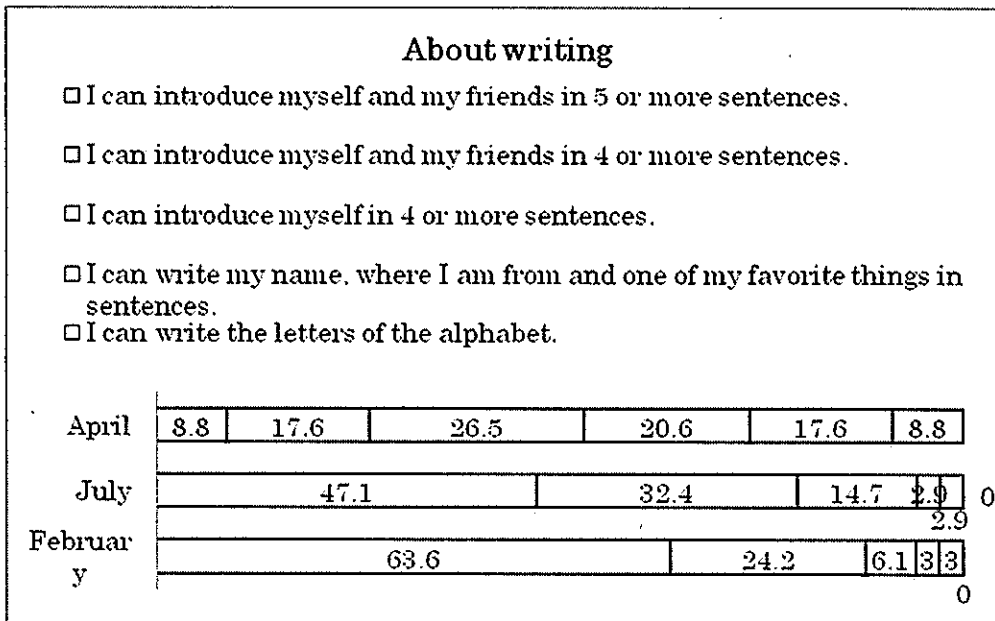 About writing
□I can introduce myself and my friends in 5 or more sentences.
□I can introduce myself and my friends in 4 or more sentences.
□I can introduce myself in 4 or more sentences.
□I can write my name, where I am from and one of my favorite things in
sentences.
□I can write the letters of the alphabet.
April 8.8 17.6 26.5 20.6 17.6 8.8
July 47.1 32.4 14.7 2.9 0
2.9
Februar
y 63.6 24.2 6.1 3 3
0